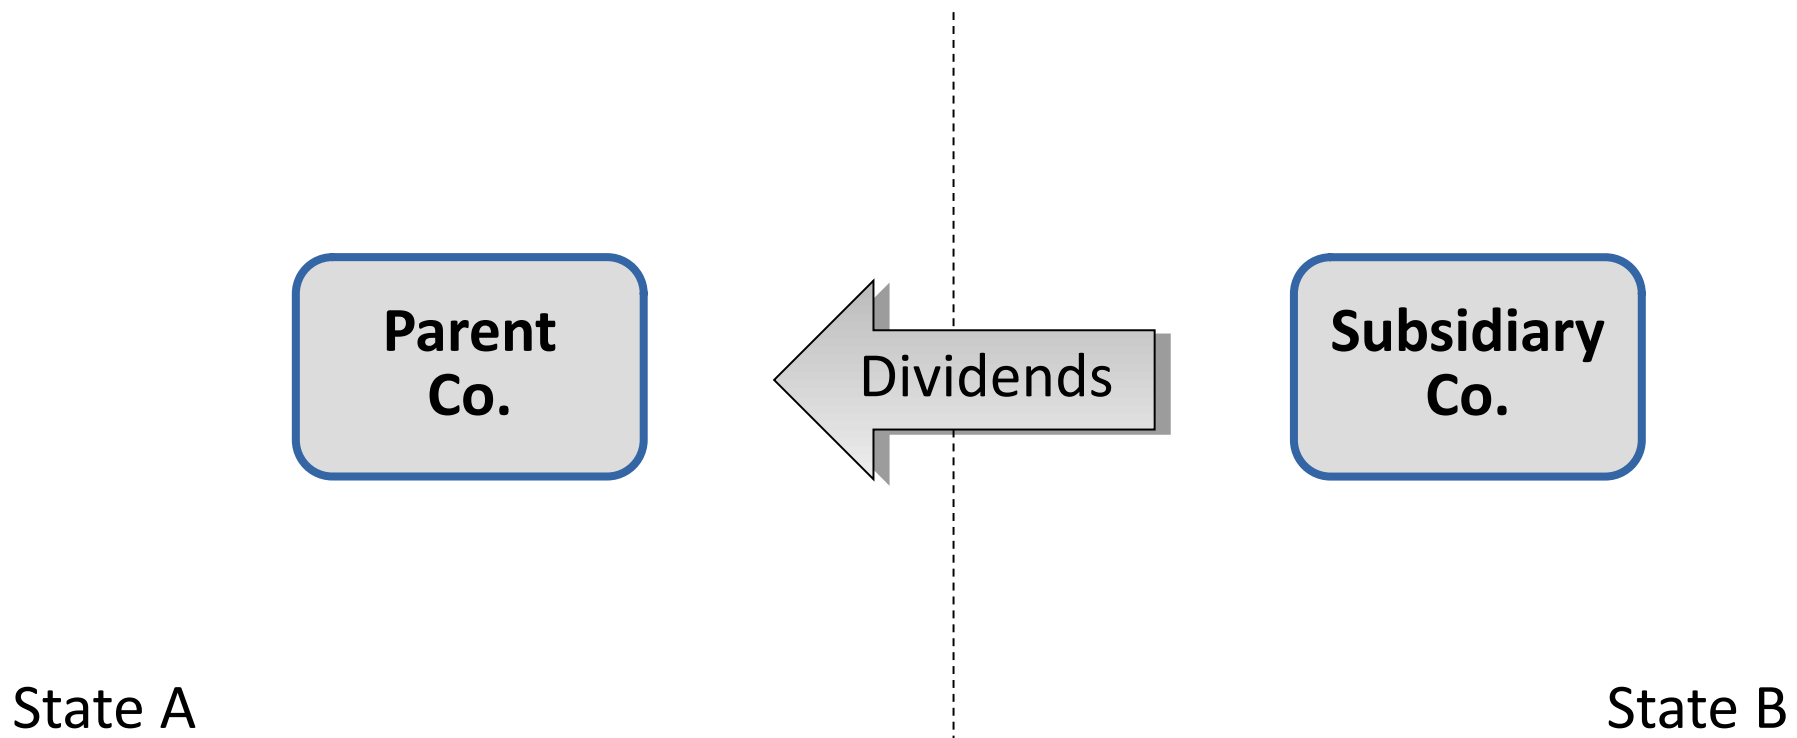 Parent
Co.
Dividends
Subsidiary
Co.
State A
State B